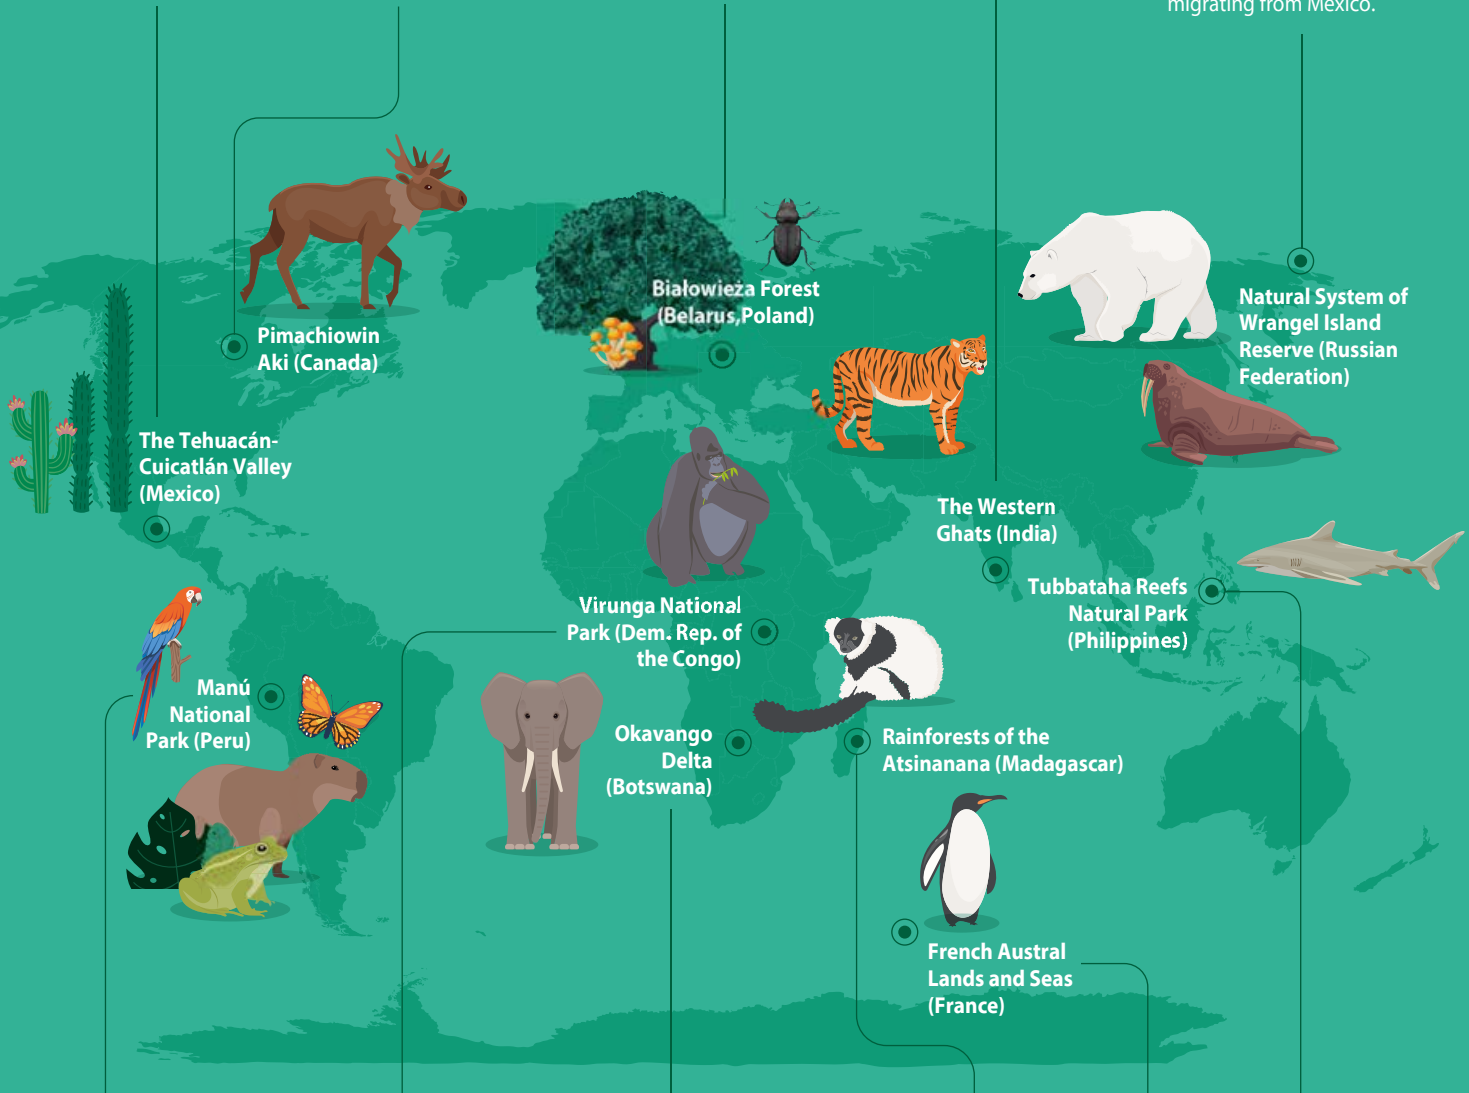 migrating from Mexico.
Białowieża Forest
(Belarus,Poland)
Natural System of
Wrangel Island
Reserve (Russian
Federation)
Pimachiowin
Aki (Canada)
The Tehuacán-
Cuicatlán Valley
(Mexico)
The Western
Ghats (India)
Tubbataha Reefs
Natural Park
(Philippines)
Virunga National
Park (Dem. Rep. of
the Congo)
Manú
National
Park (Peru)
Okavango
Delta
(Botswana)
Rainforests of the
Atsinanana (Madagascar)
French Austral
Lands and Seas
(France)